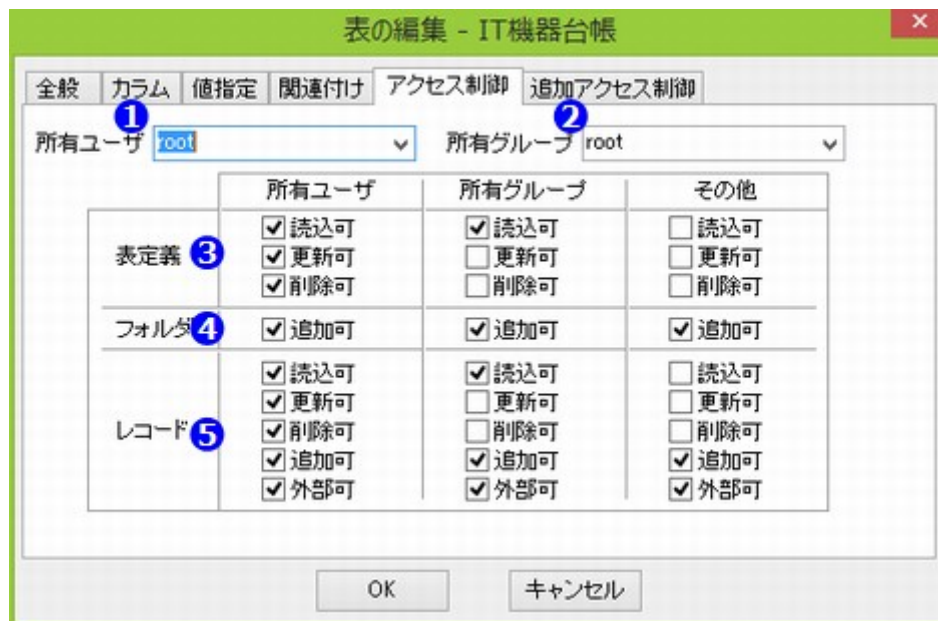 表の編集 - IT機器台帳
全般 カラム 値指定 関連付け アクセス制御 追加アクセス制御
1 2
所有ユーザ root 所有グループ root
所有ユーザ 所有グループ その他
読込可 読込可 読込可
表定義 3 更新可 更新可 更新可
削除可 削除可 削除可
フォルダ 4 追加可 追加可 追加可
読込可 読込可 読込可
更新可 更新可 更新可
レコード 5 削除可 削除可 削除可
追加可 追加可 追加可
外部可 外部可 外部可
OK キャンセル